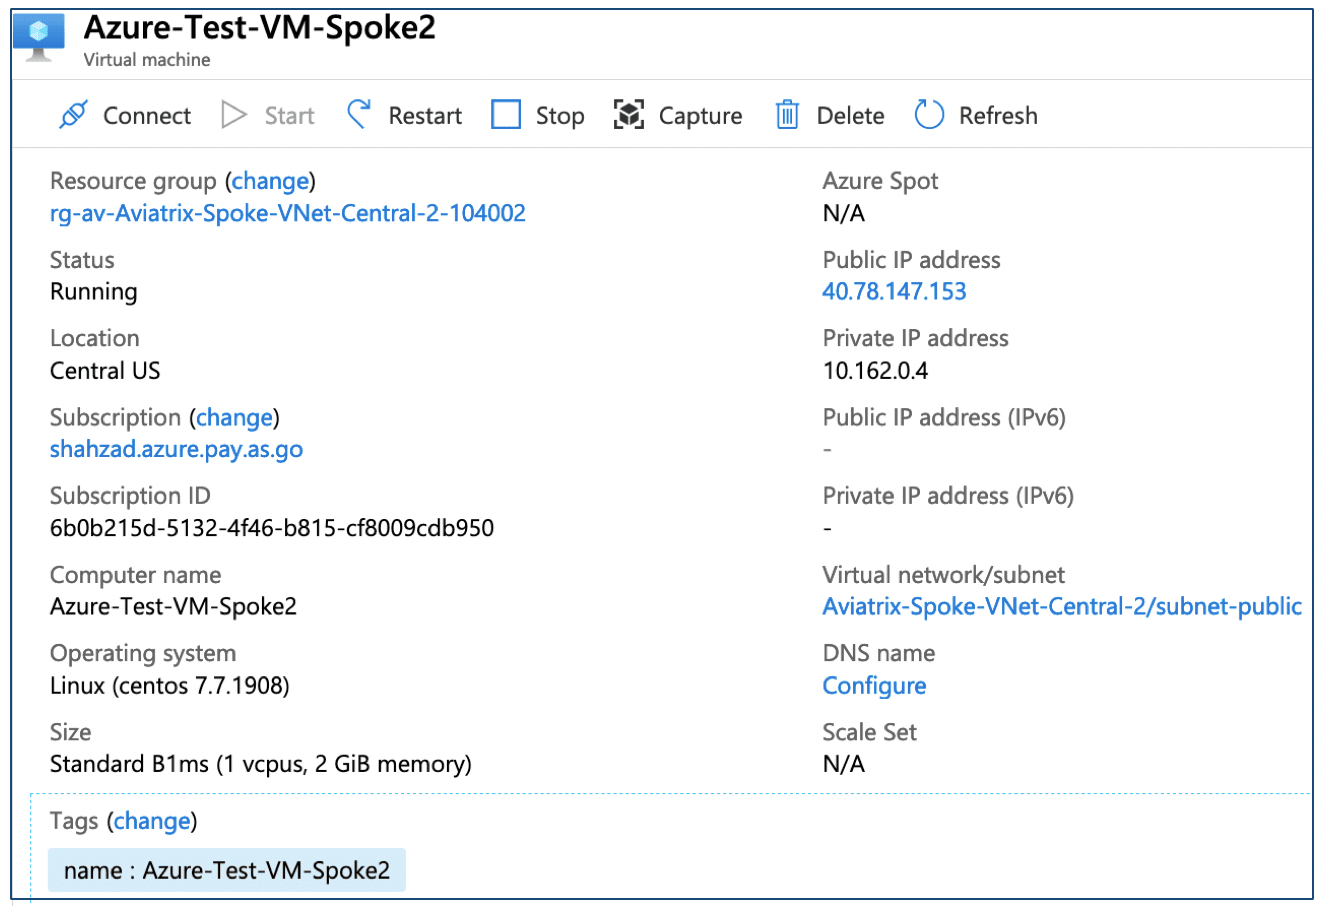 Azure-Test-VM-Spoke2
Virtual machine
Connect Start Restart Stop Capture Delete Refresh
Resource group (change)
rg-av-Aviatrix-Spoke-VNet-Central-2-104002
Status
Running
Location
Central US
Subscription (change)
shahzad.azure.pay.as.go
Subscription ID
6b0b215d-5132-4f46-b815-cf8009cdb950
Computer name
Azure-Test-VM-Spoke2
Operating system
Linux (centos 7.7.1908)
Size
Standard B1ms (1 vcpus, 2 GiB memory)
Azure Spot
N/A
Public IP address
40.78.147.153
Private IP address
10.162.0.4
Public IP address (IPv6)
-
Private IP address (IPv6)
-
Virtual network/subnet
Aviatrix-Spoke-VNet-Central-2/subnet-public
DNS name
Configure
Scale Set
N/A
Tags (change)
name : Azure-Test-VM-Spoke2